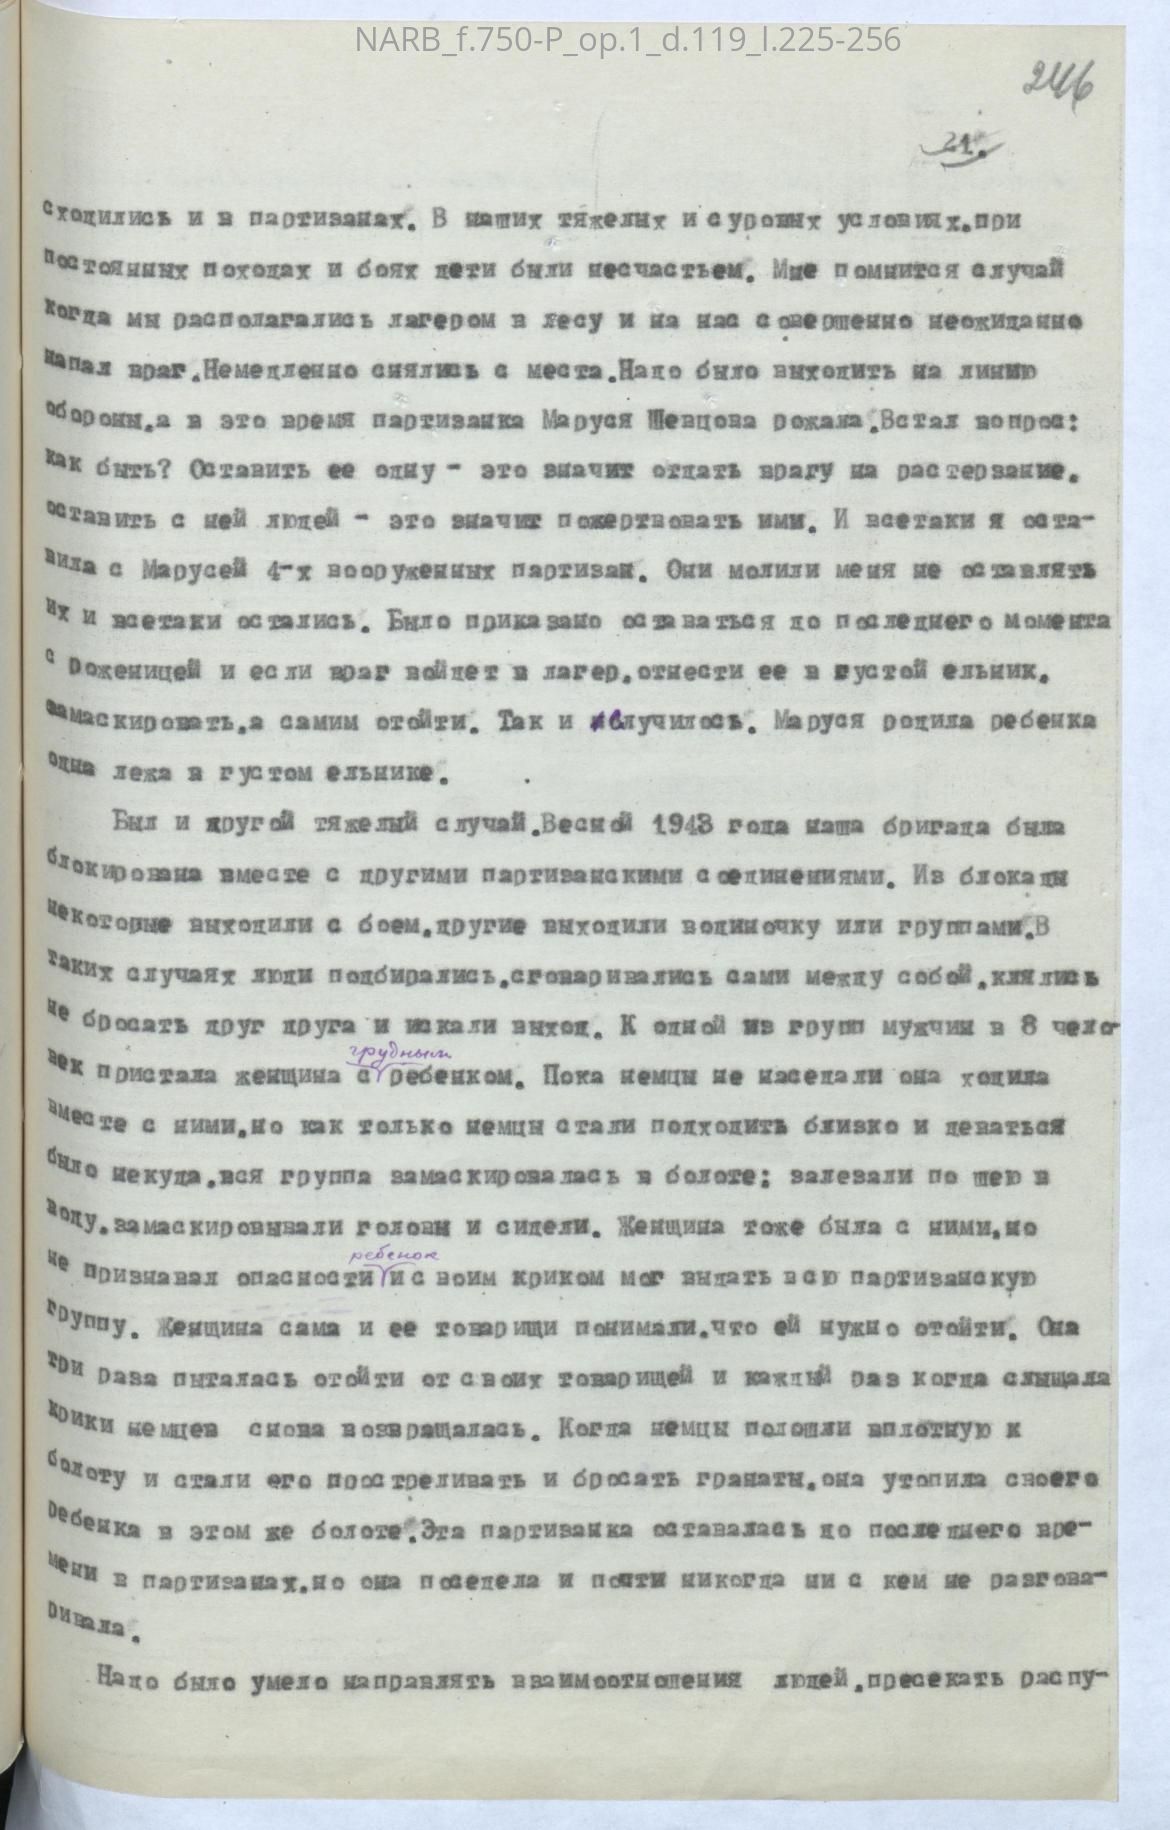 NARB_f.750-P_op.1_d.119_l.225-256
246
21.
сходились и в партизанах. В наших тяжелых и суровых условиях,при
постоянных походах и боях дети были несчастьем. Мне помнится случай
когда мы располагались лагером в лесу и на нас совершенно неожиданно
напал враг.Немедленно снялись с места.Надо было выходить на линию
обороны,а в это время партизанка Маруся Шевцова рожала.Встал вопрос:
как быть? Оставить ее одну - это значит отдать врагу на растерзание,
оставить с ней людей - это значит пожертвовать ими. И всетаки я оста-
вила с Марусей 4-х вооруженных партизан. Они молили меня не оставлять
их и всетаки остались. Было приказано оставаться до последнего момента
с роженицей и если враг войдет в лагер,отнести ее в густой ельник,
замаскировать,а самим отойти. Так и случилось. Маруся родила ребенка
одна лежа в густом ельнике.
Был и другой тяжелый случай.Весной 1943 года наша бригада была
блокирована вместе с другими партизанскими соединениями. Из блокады
некоторые выходили с боем,другие выходили водиночку или группами.В
таких случаях люди подбирались,сговаривались сами между собой,клялись
не бросать друг друга и искали выход. К одной из групп мужчин в 8 чело-
грудным
век пристала женщина с ребенком. Пока немцы не наседали она ходила
вместе с ними,но как только немцы стали подходить близко и деваться
было некуда,вся группа замаскировалась в болоте: залезали по шею в
воду,замаскировывали головы и сидели. Женщина тоже была с ними,но
ребенок
не признавал опасности и своим криком мог выдать всю партизанскую
группу. Женщина сама и ее товарищи понимали,что ей нужно отойти. Она
три раза пыталась отойти от своих товарищей и каждый раз когда слыщала
крики немцев снова возвращалась. Когда немцы подошли вплотную к
болоту и стали его простреливать и бросать гранаты,она утопила своего
ребенка в этом же болоте.Эта партизанка оставалась до последнего вре-
мени в партизанах,но она поседела и почти никогда ни с кем не разгова-
ривала.
Надо было умело направлять взаимоотношения людей,пресекать распу-